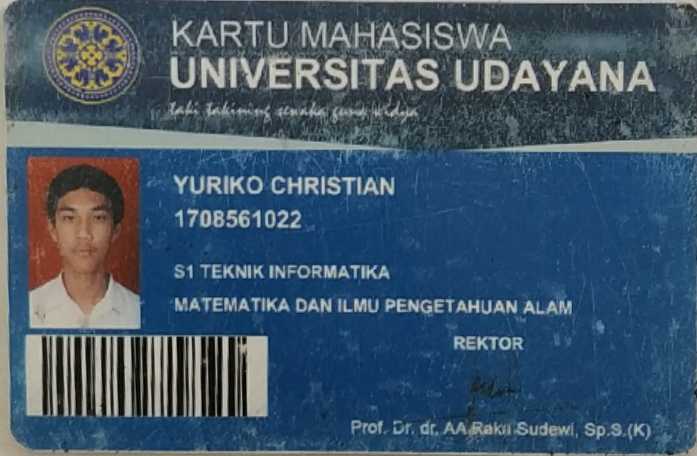 KARTU MAHASISWA
UNIVERSITAS UDAYANA
taki takining sewaka guna widya
YURIKO CHRISTIAN
1708561022
S1 TEKNIK INFORMATIKA
MATEMATIKA DAN ILMU PENGETAHUAN ALAM
REKTOR
Prof. Dr. dr. AA Raka Sudewi, Sp.S.(K)